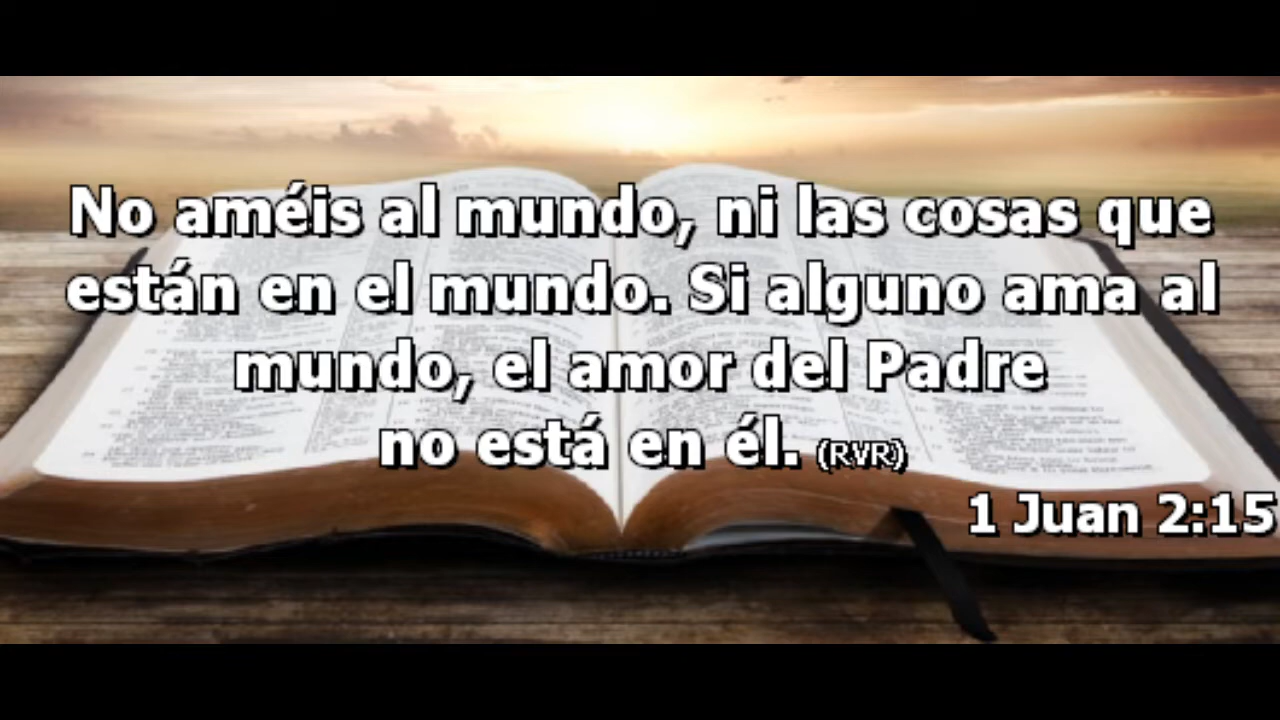 No améis al mundo, ni las cosas que
están en el mundo. Si alguno ama al
mundo, el amor del Padre
no está en él. (RVR)
1 Juan 2:15